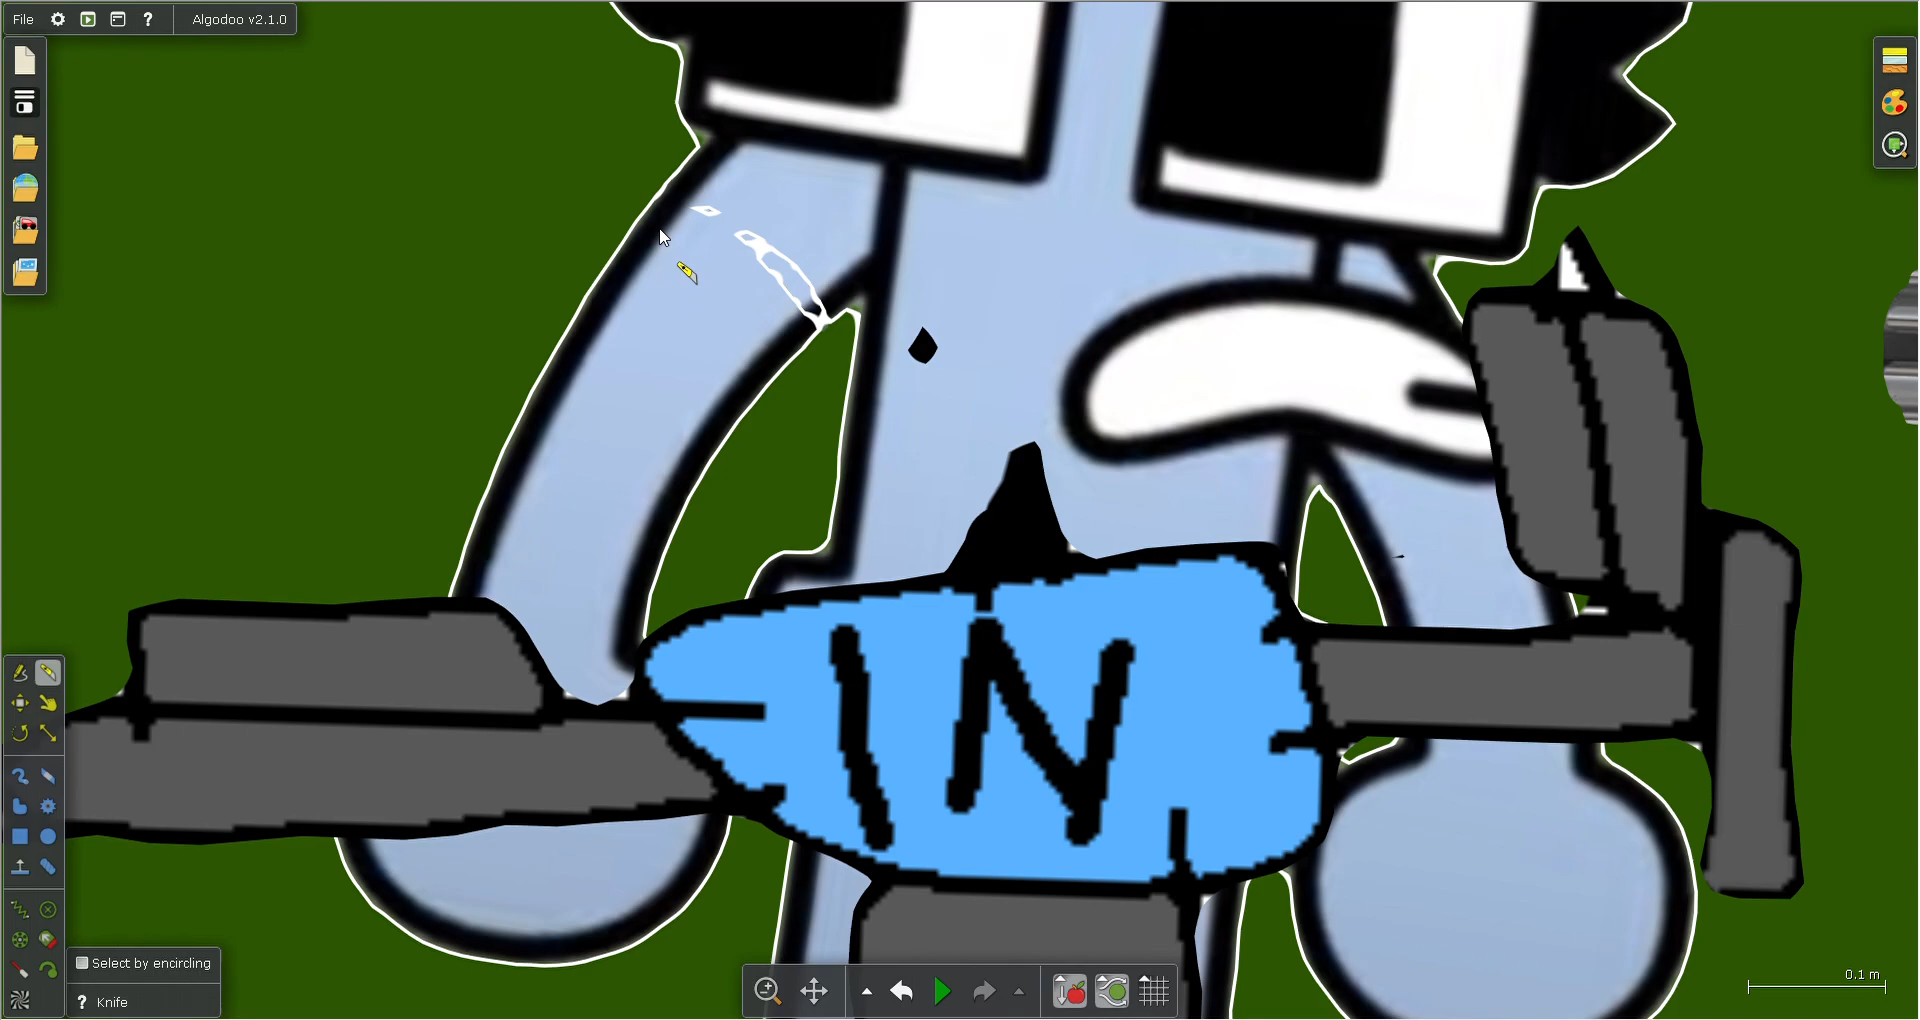 File ? Algodoo v2.1.0
IN
Select by encircling
? Knife
0.1 m